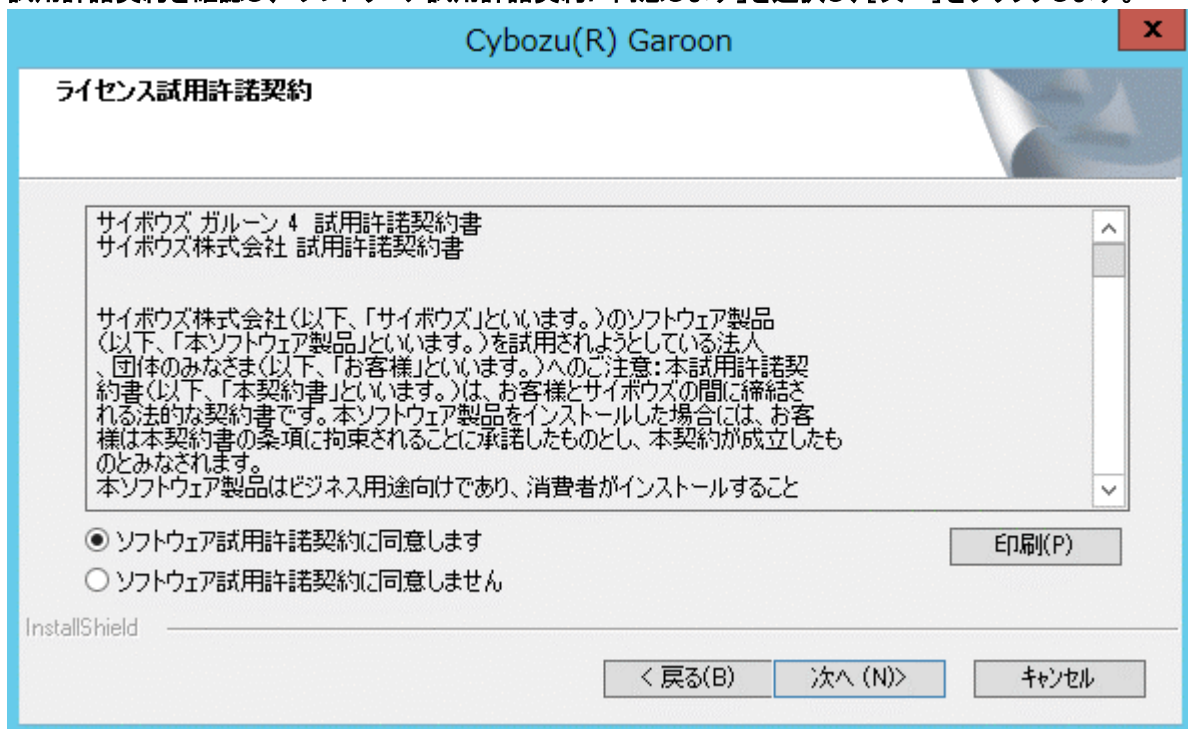 Cybozu(R) Garoon
x
ライセンス試用許諾契約
サイボウズ ガルーン 4 試用許諾契約書
サイボウズ株式会社 試用許諾契約書
サイボウズ株式会社(以下、「サイボウズ」といいます。)のソフトウェア製品
(以下、「本ソフトウェア製品」といいます。)を試用されようとしている法人
、団体のみなさま(以下、「お客様」といいます。)へのご注意:本試用許諾契
約書(以下、「本契約書」といいます。)は、お客様とサイボウズの間に締結さ
れる法的な契約書です。本ソフトウェア製品をインストールした場合には、お客
様は本契約書の条項に拘束されることに承諾したものとし、本契約が成立したも
のとみなされます。
本ソフトウェア製品はビジネス用途向けであり、消費者がインストールすること
ソフトウェア試用許諾契約に同意します
印刷(P)
ソフトウェア試用許諾契約に同意しません
InstallShield
< 戻る(B)
次へ (N)>
キャンセル